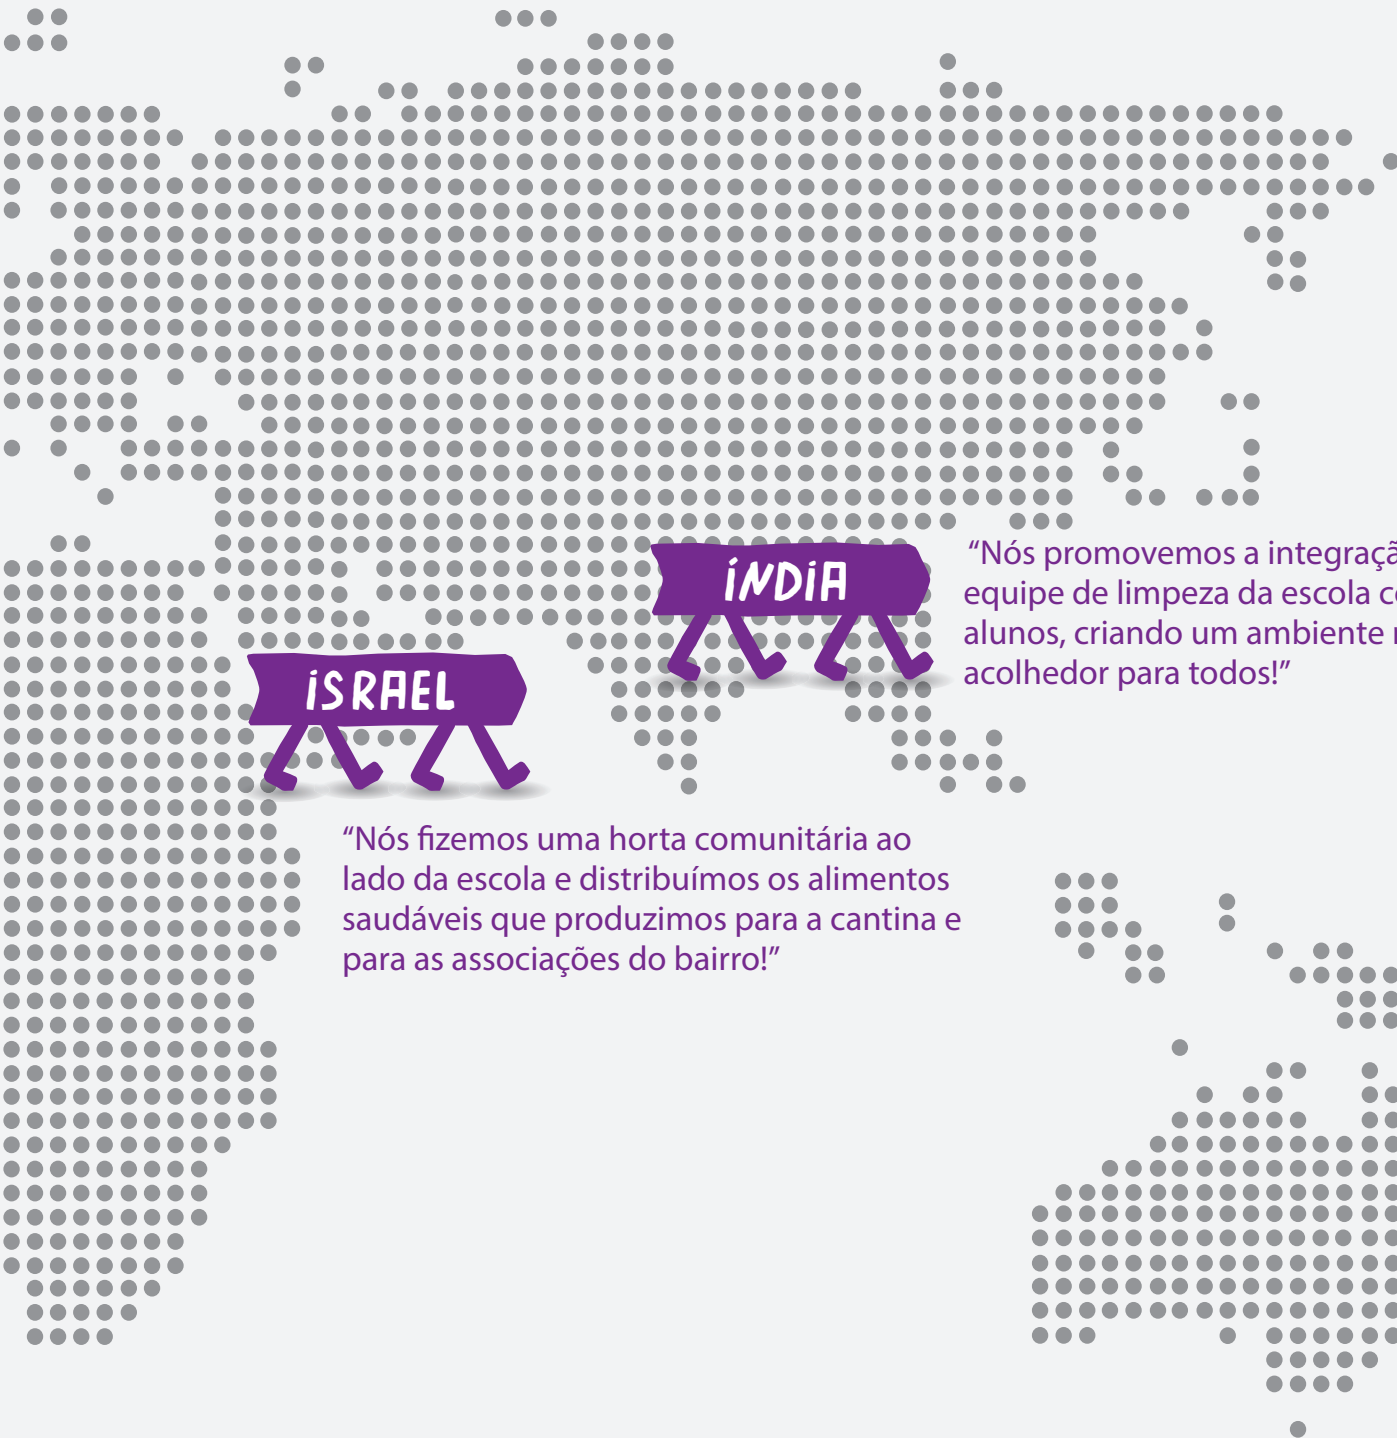 ÍNDIA
"Nós promovemos a integração
equipe de limpeza da escola
alunos, criando um ambiente
acolhedor para todos!"
ISRAEL
"Nós fizemos uma horta comunitária ao
lado da escola e distribuímos os alimentos
saudáveis que produzimos para a cantina e
para as associações do bairro!"